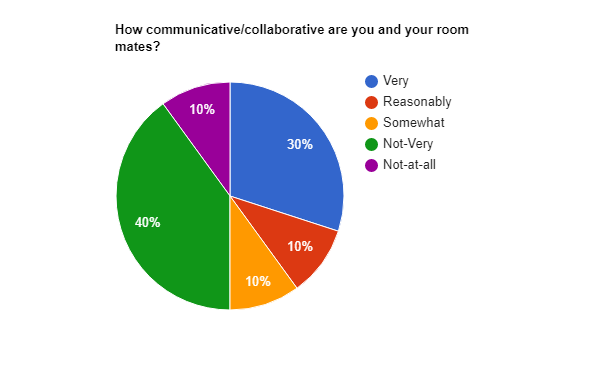 How communicative/collaborative are you and your room
mates?
Very
Reasonably
Somewhat
Not-Very
Not-at-all
10%
30%
40%
10%
10%